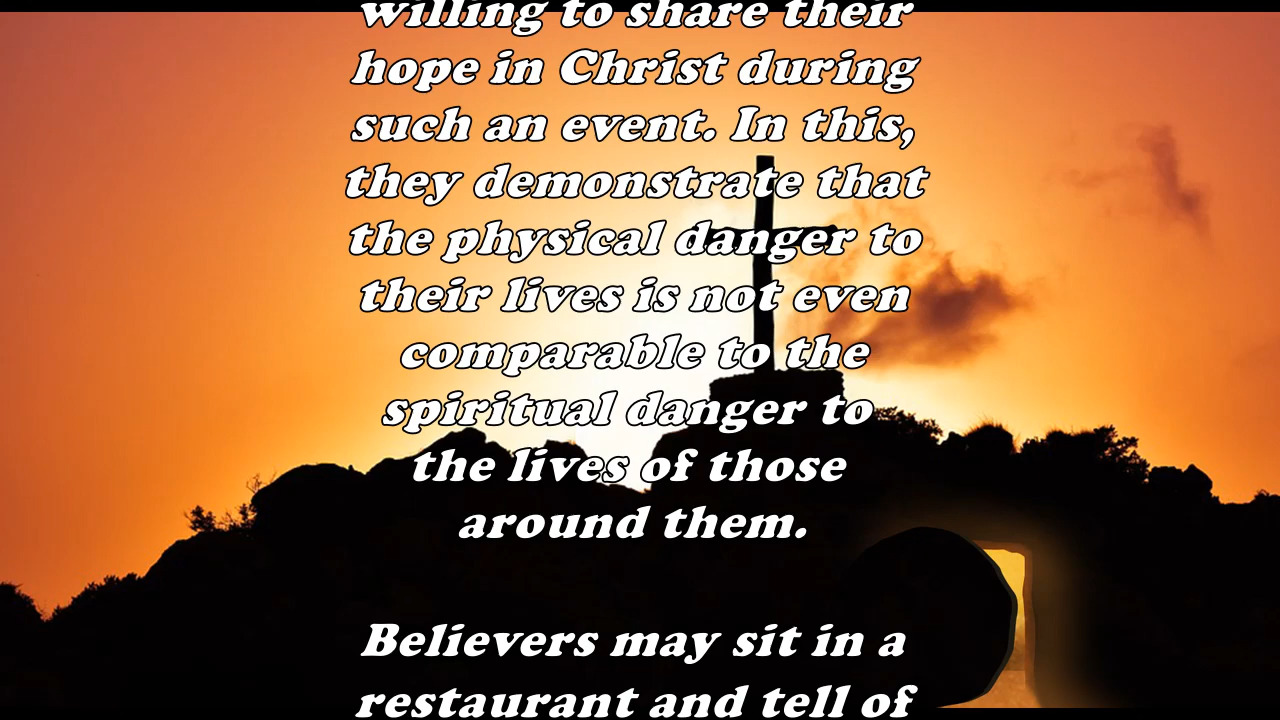 willing to share their
hope in Christ during
such an event. In this,
they demonstrate that
the physical danger to
their lives is not even
comparable to the
spiritual danger to
the lives of those
around them.
Believers may sit in a
restaurant and tell of